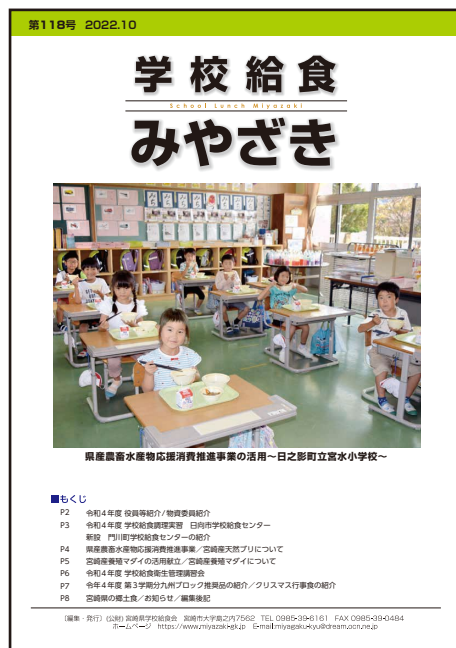 第118号 2022.10
学校給食
School Lunch Miyazaki
みやざき
県産農畜水産物応援消費推進事業の活用～日之影町立宮水小学校～
■もくじ
P2 令和4年度 役員等紹介/物資委員紹介
P3 令和4年度 学校給食調理実習 日向市学校給食センター
新設 門川町学校給食センターの紹介
P4 県産農畜水産物応援消費推進事業／宮崎産天然ブリについて
P5 宮崎産養殖マダイの活用献立／宮崎産養殖マダイについて
P6 令和4年度 学校給食衛生管理講習会
P7 令和4年度 第3学期分九州ブロック推奨品の紹介／クリスマス行事食の紹介
P8 宮崎県の郷土食／お知らせ／編集後記
〔編集・発行〕(公財) 宮崎県学校給食会 宮崎市大字島之内7562 TEL 0985-39-6161 FAX 0985-39-0484
ホームページ https://www.miyazaki-gk.jp E-mail:miyagaku-kyu@dream.ocn.ne.jp